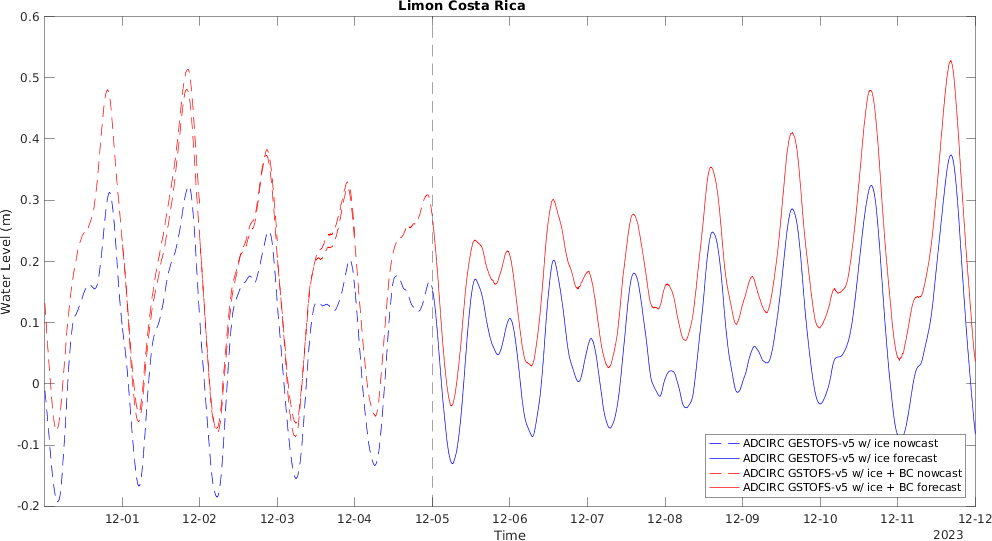 Limon Costa Rica
0.6
0.5
0.4
0.3
0.2
0.1
0
-0.1
-0.2
Water Level (m)
ADCIRC GESTOFS-v5 w/ ice nowcast
ADCIRC GESTOFS-v5 w/ ice forecast
ADCIRC GSTOFS-v5 w/ ice + BC nowcast
ADCIRC GSTOFS-v5 w/ ice + BC forecast
12-01 12-02 12-03 12-04 12-05 12-06 12-07 12-08 12-09 12-10 12-11 12-12
Time
2023